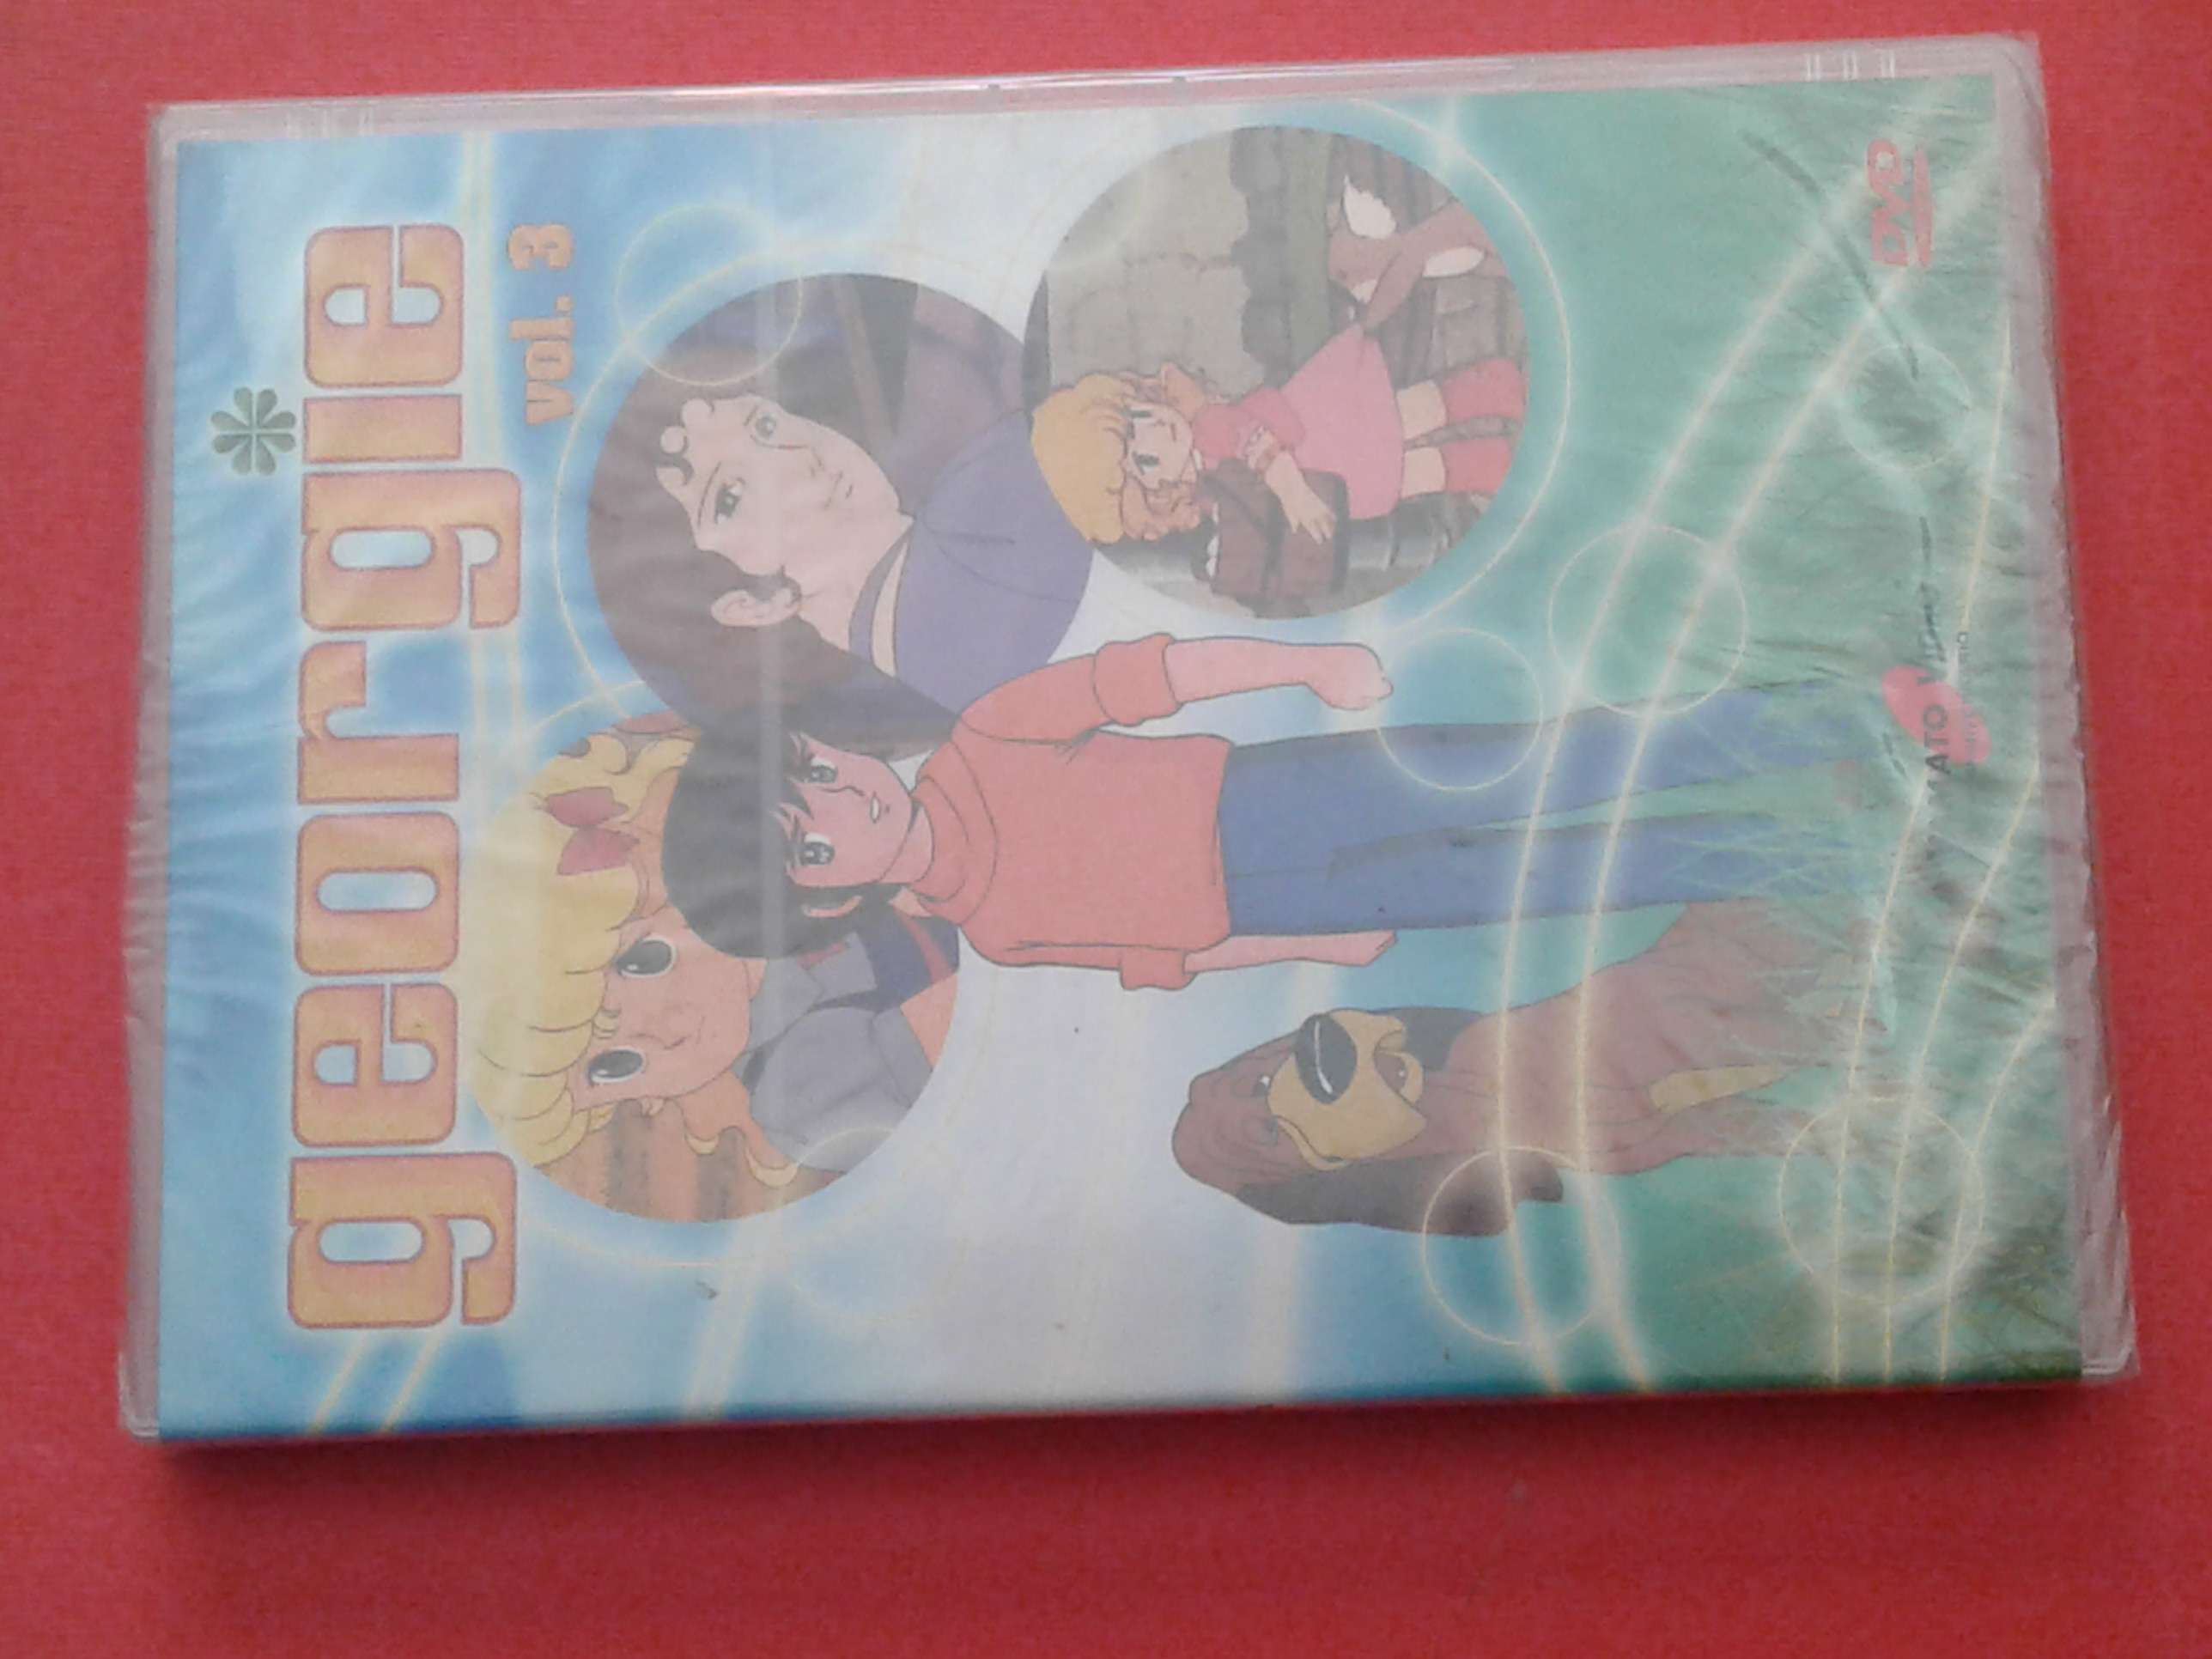 georgie
vol. 3
DVD